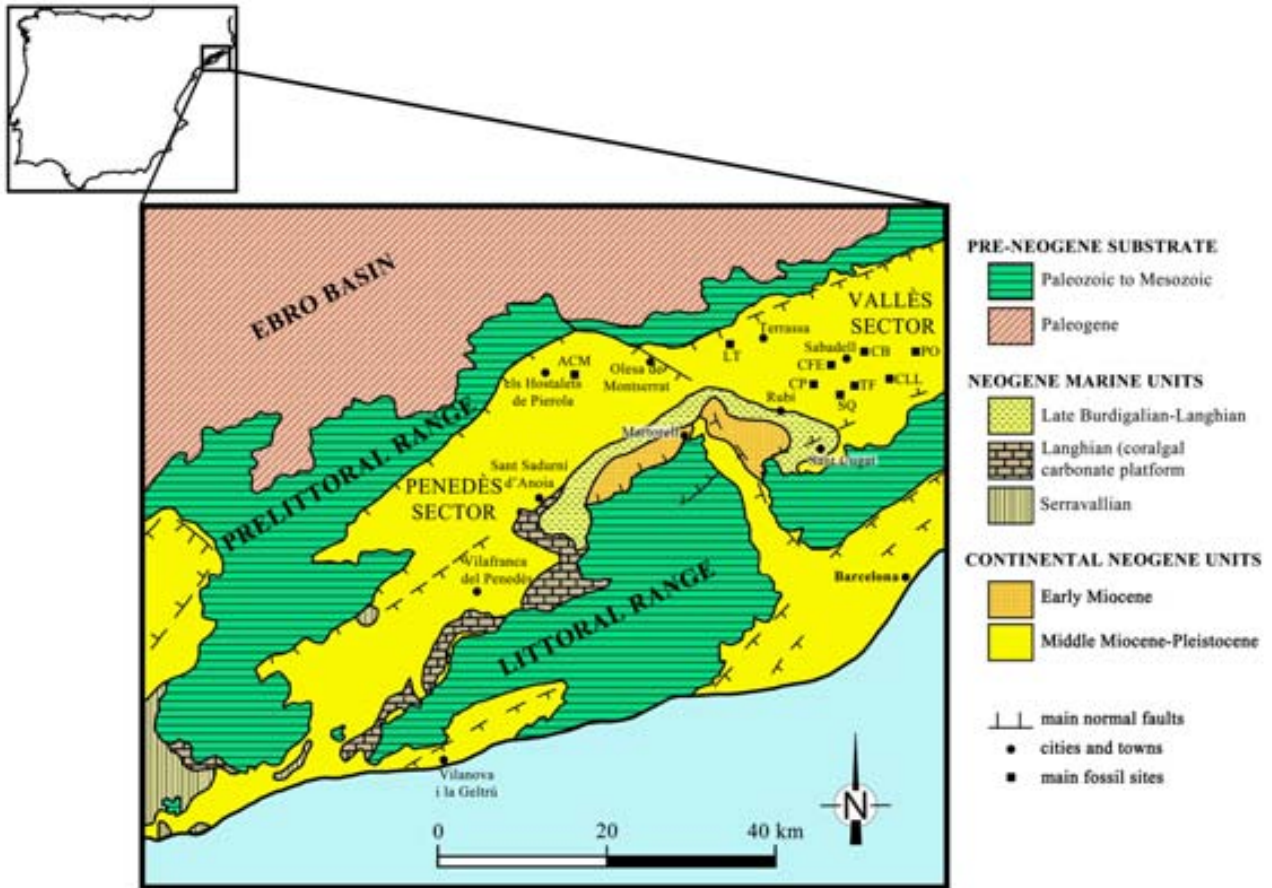 EBRO BASIN
PRELITTORAL RANGE
LITTORAL RANGE
VALLÈS
SECTOR
PENEDÈS
SECTOR
Terrassa
LT
Sabadell
CB
PO
CFE
CP
TF
CLL
SQ
Rubí
Sant Cugat
Martorell
Olesa de
Montserrat
ACM
els Hostalets
de Pierola
Sant Sadurní
d'Anoia
Vilafranca
del Penedès
Barcelona
Vilanova
i la Geltrú
N
0 20 40 km
PRE-NEOGENE SUBSTRATE
Paleozoic to Mesozoic
Paleogene
NEOGENE MARINE UNITS
Late Burdigalian-Langhian
Langhian (coralgal
carbonate platform
Serravallian
CONTINENTAL NEOGENE UNITS
Early Miocene
Middle Miocene-Pleistocene
main normal faults
cities and towns
main fossil sites